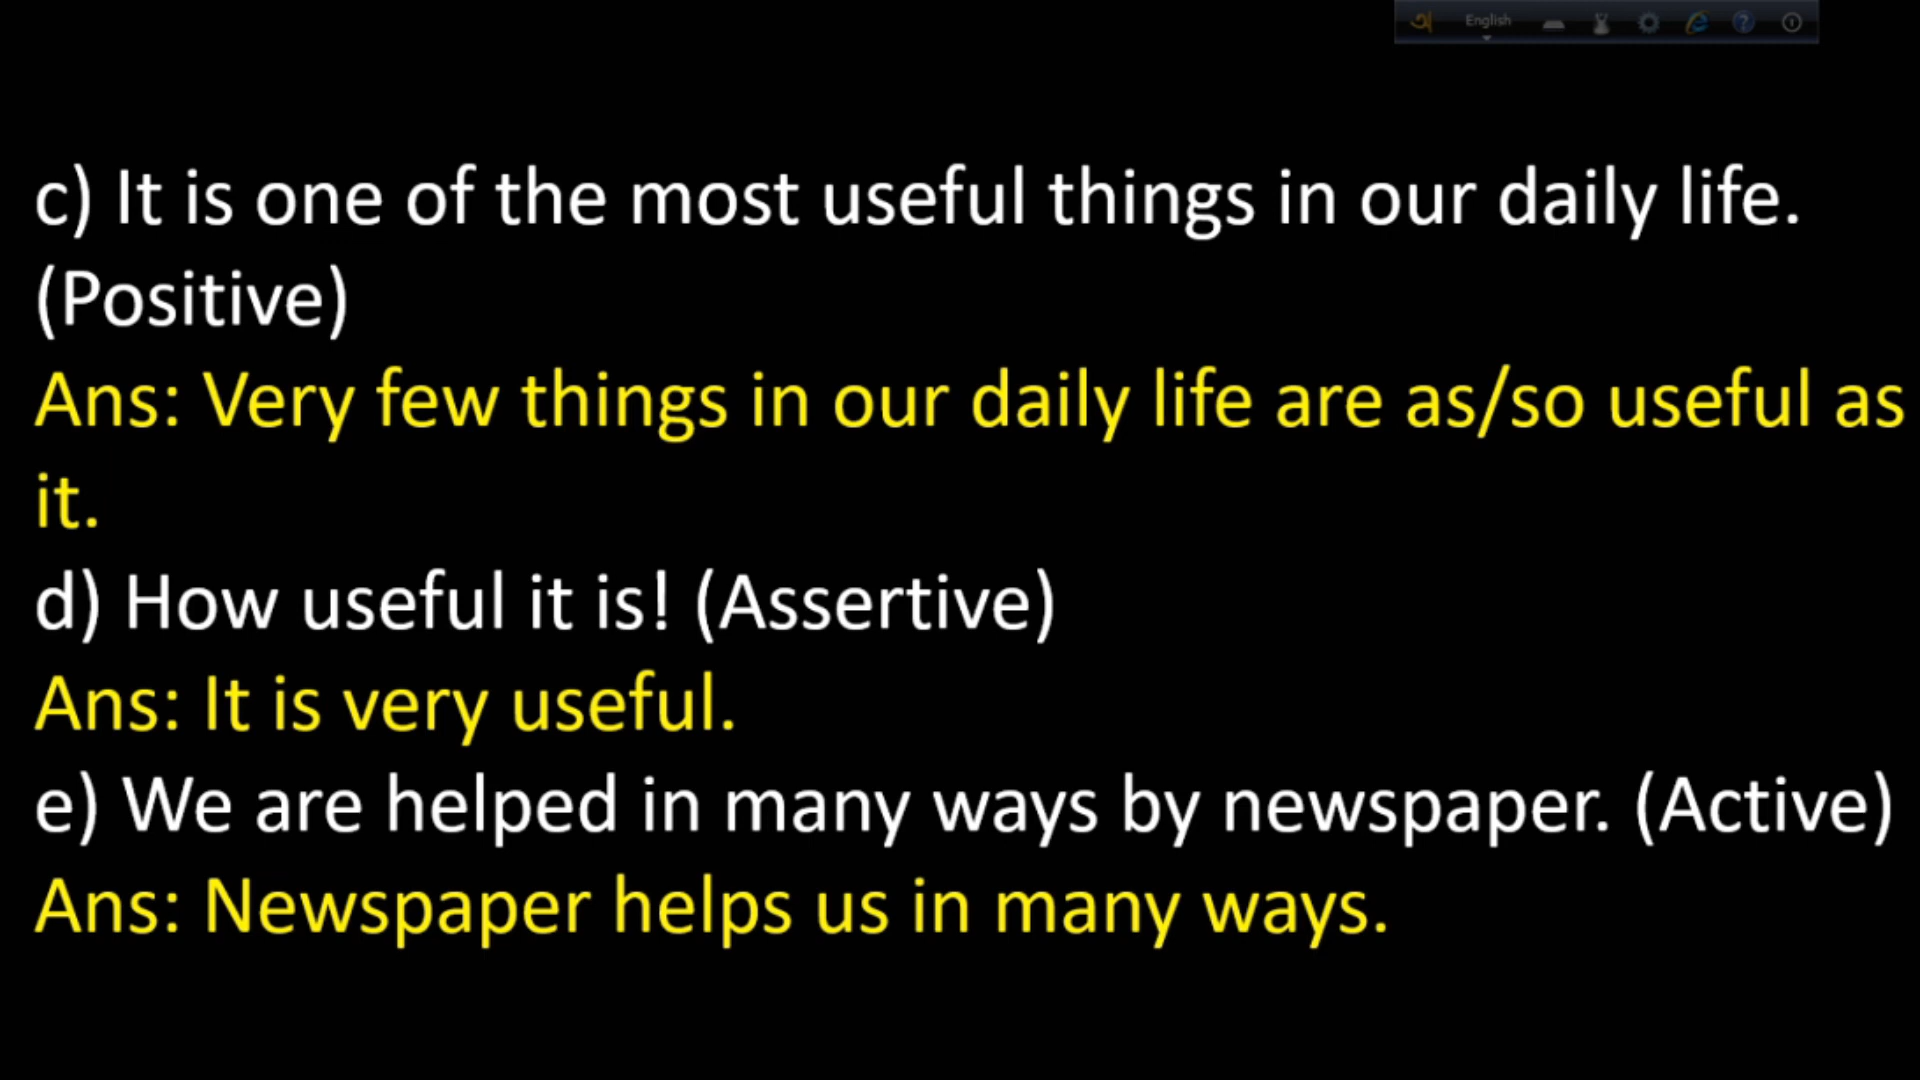 অ English
c) It is one of the most useful things in our daily life.
(Positive)
Ans: Very few things in our daily life are as/so useful as
it.
d) How useful it is! (Assertive)
Ans: It is very useful.
e) We are helped in many ways by newspaper. (Active)
Ans: Newspaper helps us in many ways.